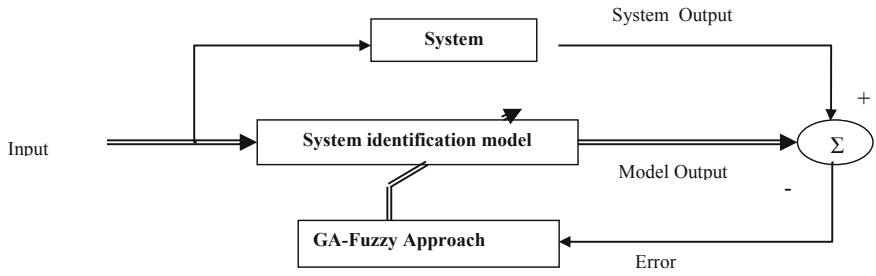 System Output
System
+
Input
System identification model
Σ
Model Output
-
GA-Fuzzy Approach
Error